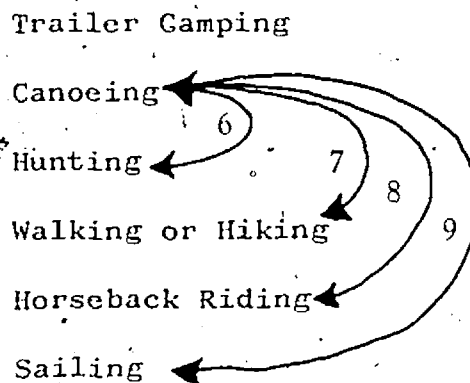 Trailer Camping
Canoeing
6
Hunting
7
Walking or Hiking
8
9
Horseback Riding
Sailing